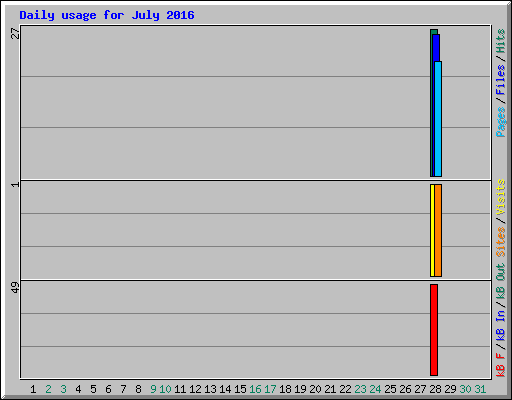 Daily usage for July 2016
27
1
49
Pages / Files / Hits
Sites / Visits
kB F / kB In / kB Out
1 2 3 4 5 6 7 8 9 10 11 12 13 14 15 16 17 18 19 20 21 22 23 24 25 26 27 28 29 30 31